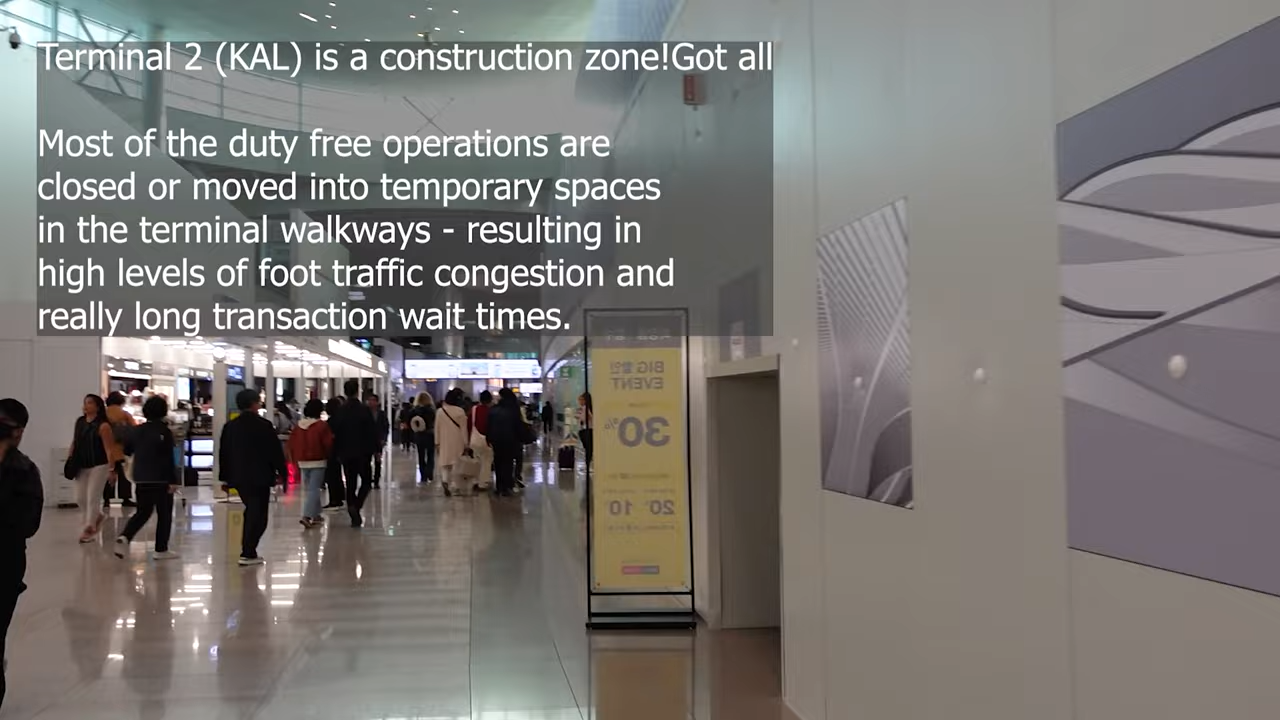 Terminal 2 (KAL) is a construction zone!Got all
Most of the duty free operations are
closed or moved into temporary spaces
in the terminal walkways - resulting in
high levels of foot traffic congestion and
really long transaction wait times.
BIG
EVENT
30%
20% 10%